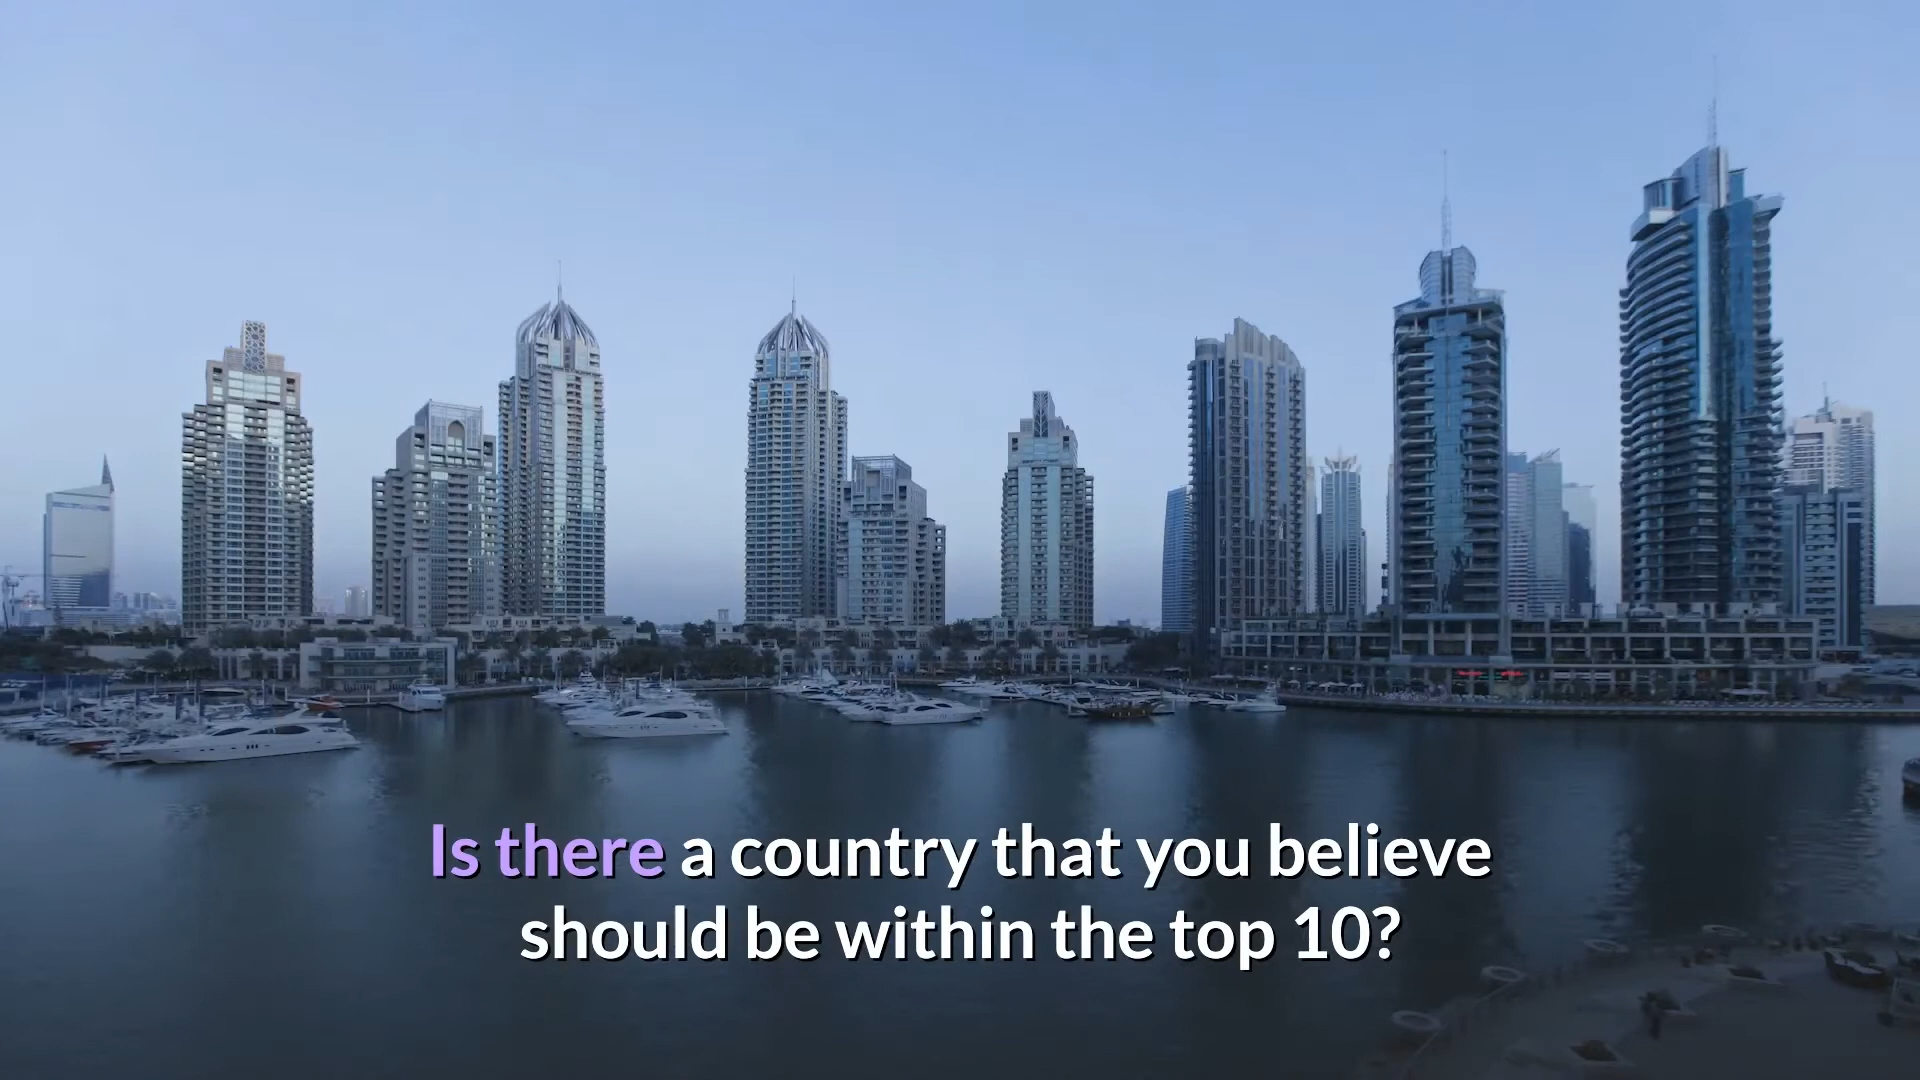 Is there a country that you believe
should be within the top 10?